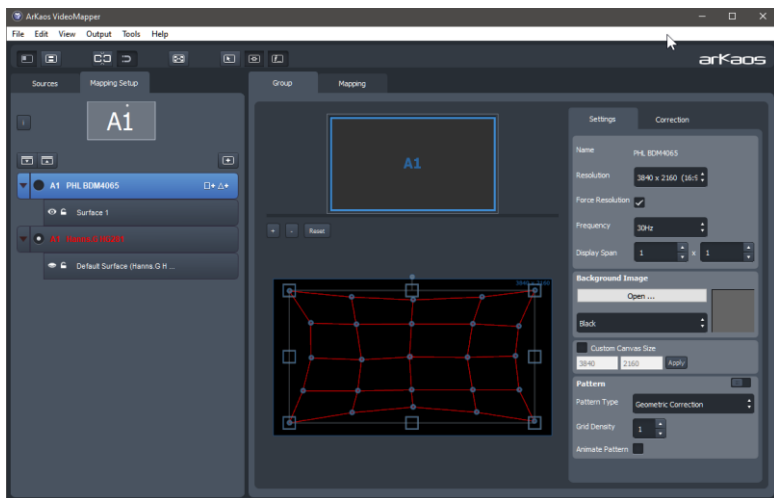 ArKaos VideoMapper
File Edit View Output Tools Help
arKaos
Sources Mapping Setup
A1
A1 PHL BDM4065
Surface 1
Default Surface (Hanns.G H ...
Group Mapping
A1
+ - Reset
3840 x 2160
Settings Correction
Name PHL BDM4065
Resolution 3840 x 2160 (16:9
Force Resolution
Frequency 30Hz
Display Span 1 x 1
Background Image
Open ...
Black
Custom Canvas Size
3840 2160 Apply
Pattern
Pattern Type Geometric Correction
Grid Density 1
Animate Pattern